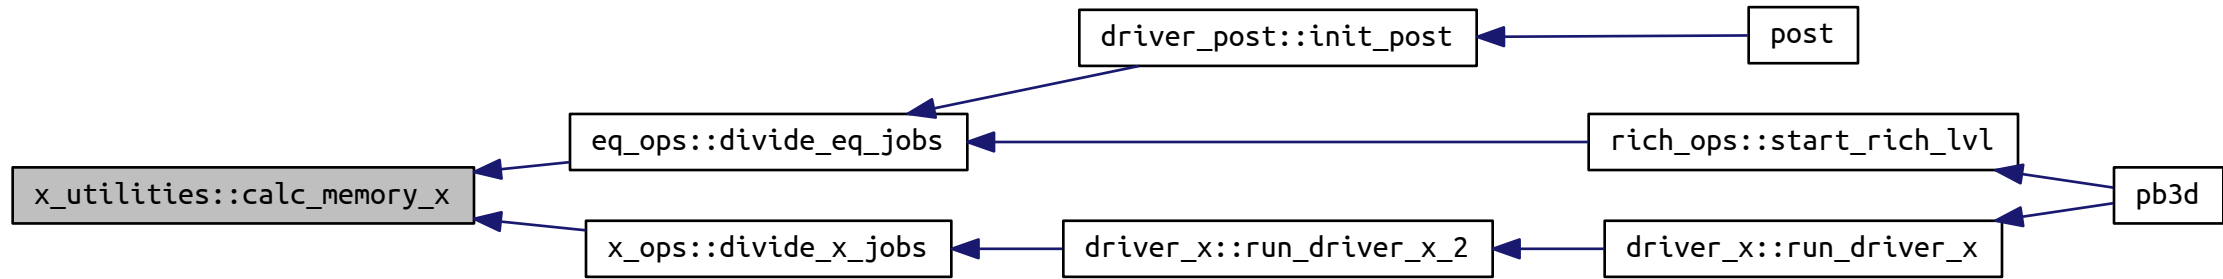 driver_post::init_post
post
eq_ops::divide_eq_jobs
rich_ops::start_rich_lvl
x_utilities::calc_memory_x
pb3d
x_ops::divide_x_jobs
driver_x::run_driver_x_2
driver_x::run_driver_x